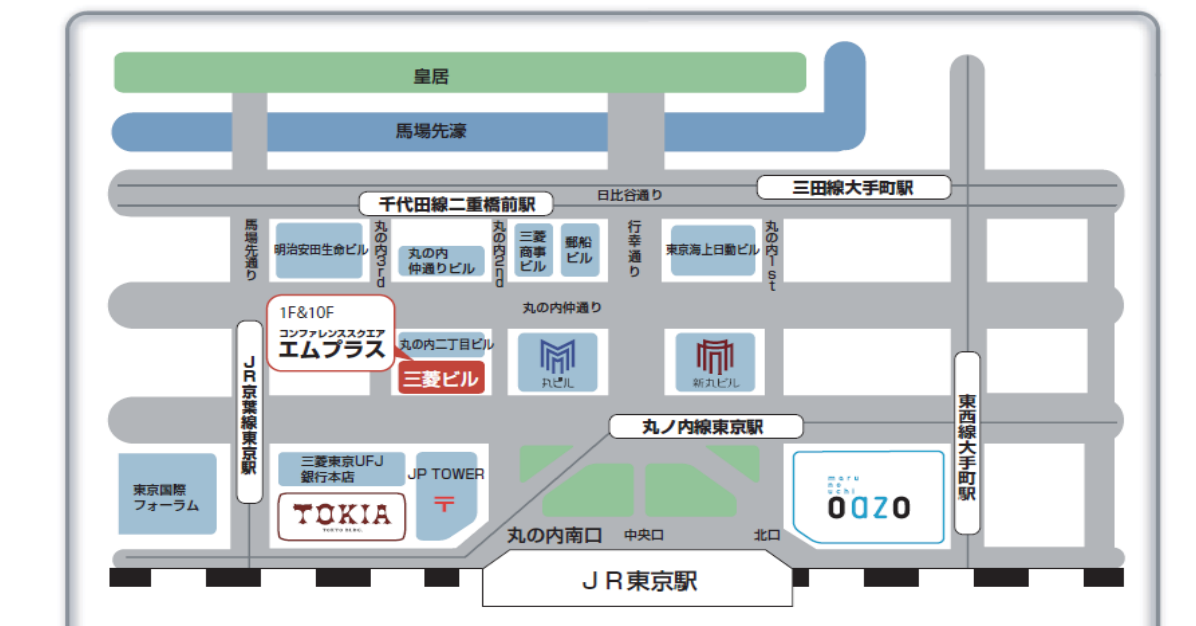 皇居
馬場先濠
三田線大手町駅
日比谷通り
千代田線二重橋前駅
馬場先通り
明治安田生命ビル
丸の内3rd
丸の内
仲通りビル
丸の内2nd
三菱
商事
ビル
郵船
ビル
行幸通り
東京海上日動ビル
丸の内1st
1F&10F
コンファレンススクエア
エムプラス
丸の内仲通り
丸の内二丁目ビル
三菱ビル
丸ビル
新丸ビル
JR京葉線東京駅
丸ノ内線東京駅
東西線大手町駅
東京国際
フォーラム
三菱東京UFJ
銀行本店
TOKIA
TOKYO BLDG.
JP TOWER
〒
maru
no
uchi
oazo
丸の内南口
中央口
北口
JR東京駅